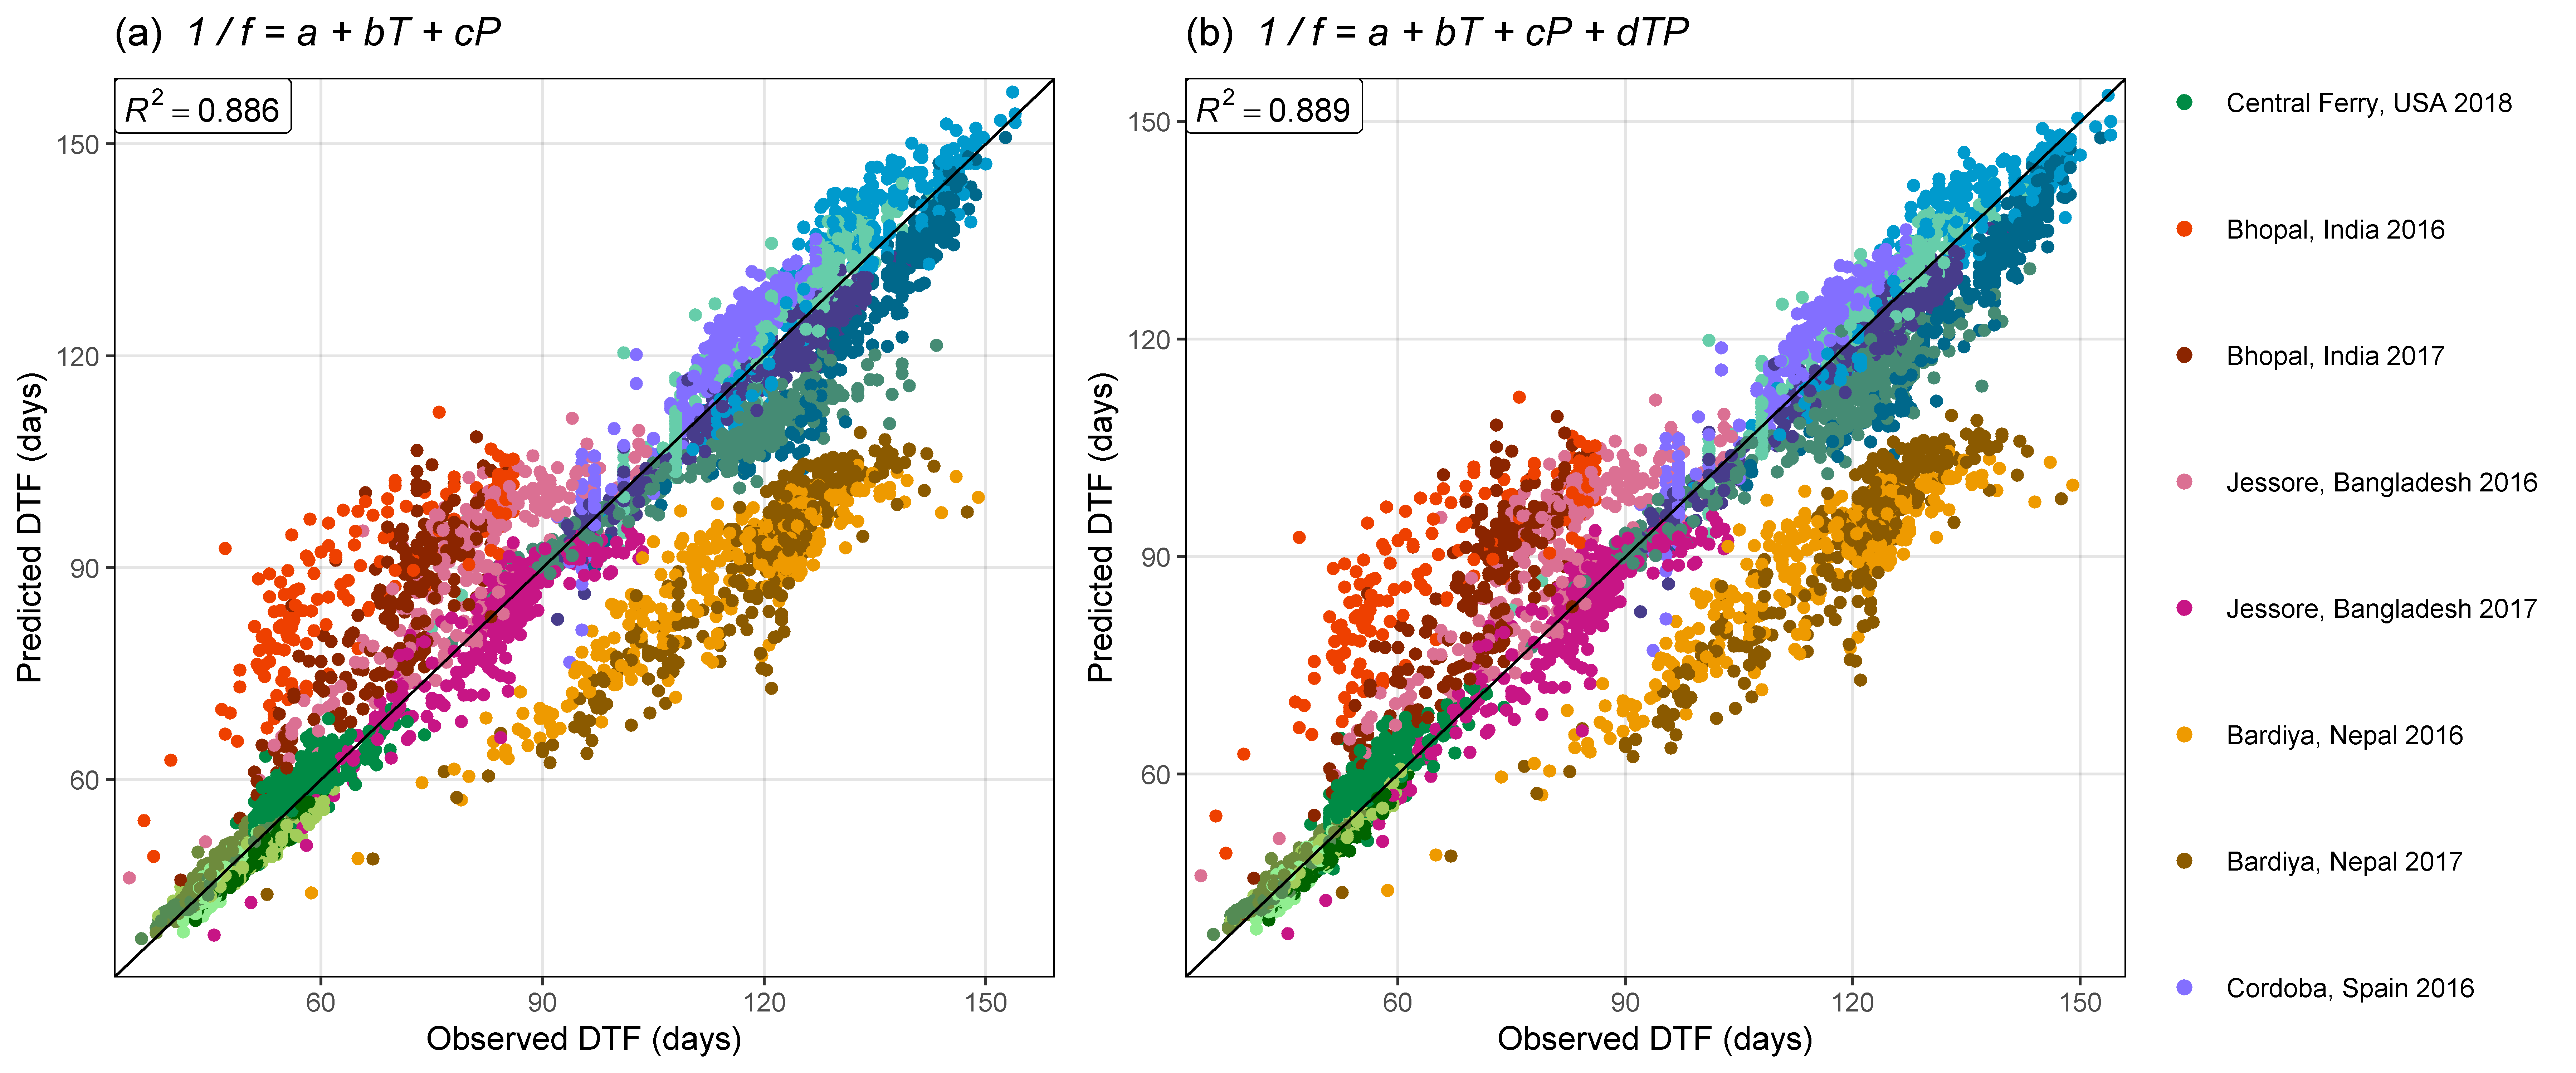 (a) 1 / f = a + bT + cP
R² = 0.886
150
120
90
60
Predicted DTF (days)
60 90 120 150
Observed DTF (days)
(b) 1 / f = a + bT + cP + dTP
R² = 0.889
150
120
90
60
Predicted DTF (days)
60 90 120 150
Observed DTF (days)
Central Ferry, USA 2018
Bhopal, India 2016
Bhopal, India 2017
Jessore, Bangladesh 2016
Jessore, Bangladesh 2017
Bardiya, Nepal 2016
Bardiya, Nepal 2017
Cordoba, Spain 2016